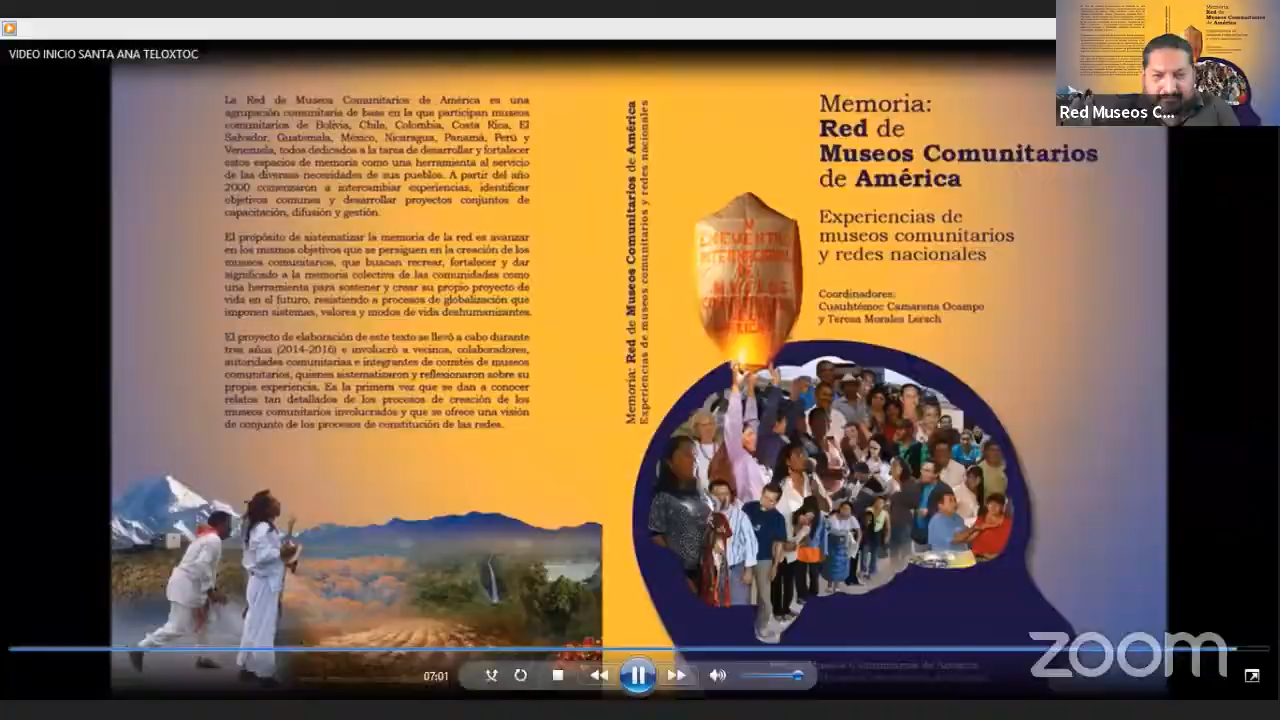 VIDEO INICIO SANTA ANA TELOXTOC
La Red de Museos Comunitarios de América es una
agrupación comunitaria de base en la que participan museos
comunitarios de Bolivia, Chile, Colombia, Costa Rica, El
Salvador, Guatemala, México, Nicaragua, Panamá, Perú y
Venezuela, todos dedicados a la tarea de desarrollar y fortalecer
estos espacios de memoria como una herramienta al servicio
de las diversas necesidades de sus pueblos. A partir del año
2000 comenzaron a intercambiar experiencias, identificar
objetivos comunes y desarrollar proyectos conjuntos de
capacitación, difusión y gestión.
El propósito de sistematizar la memoria de la red es avanzar
en los mismos objetivos que se persiguen en la creación de los
museos comunitarios, que buscan recrear, fortalecer y dar
significado a la memoria colectiva de las comunidades como
una herramienta para sostener y crear su propio proyecto de
vida en el futuro, resistiendo a procesos de globalización que
imponen sistemas, valores y modos de vida deshumanizantes.
El proyecto de elaboración de este texto se llevó a cabo durante
tres años (2014-2016) e involucró a vecinos, colaboradores,
autoridades comunitarias e integrantes de comités de museos
comunitarios, quienes sistematizaron y reflexionaron sobre su
propia experiencia. Es la primera vez que se dan a conocer
relatos tan detallados de los procesos de creación de los
museos comunitarios involucrados y que se ofrece una visión
de conjunto de los procesos de constitución de las redes.
Memoria: Red de Museos Comunitarios de América
Experiencias de museos comunitarios y redes nacionales
Memoria:
Red de
Museos Comunitarios
de América
Experiencias de
museos comunitarios
y redes nacionales
Coordinadores:
Cuauhtémoc Camarena Ocampo
y Teresa Morales Lersch
ENCUENTRO
INTERNACIONAL
DE
MUSEOS
Memoria:
Red de
Museos Comunitarios
de América
Red Museos C...
07:01
zoom